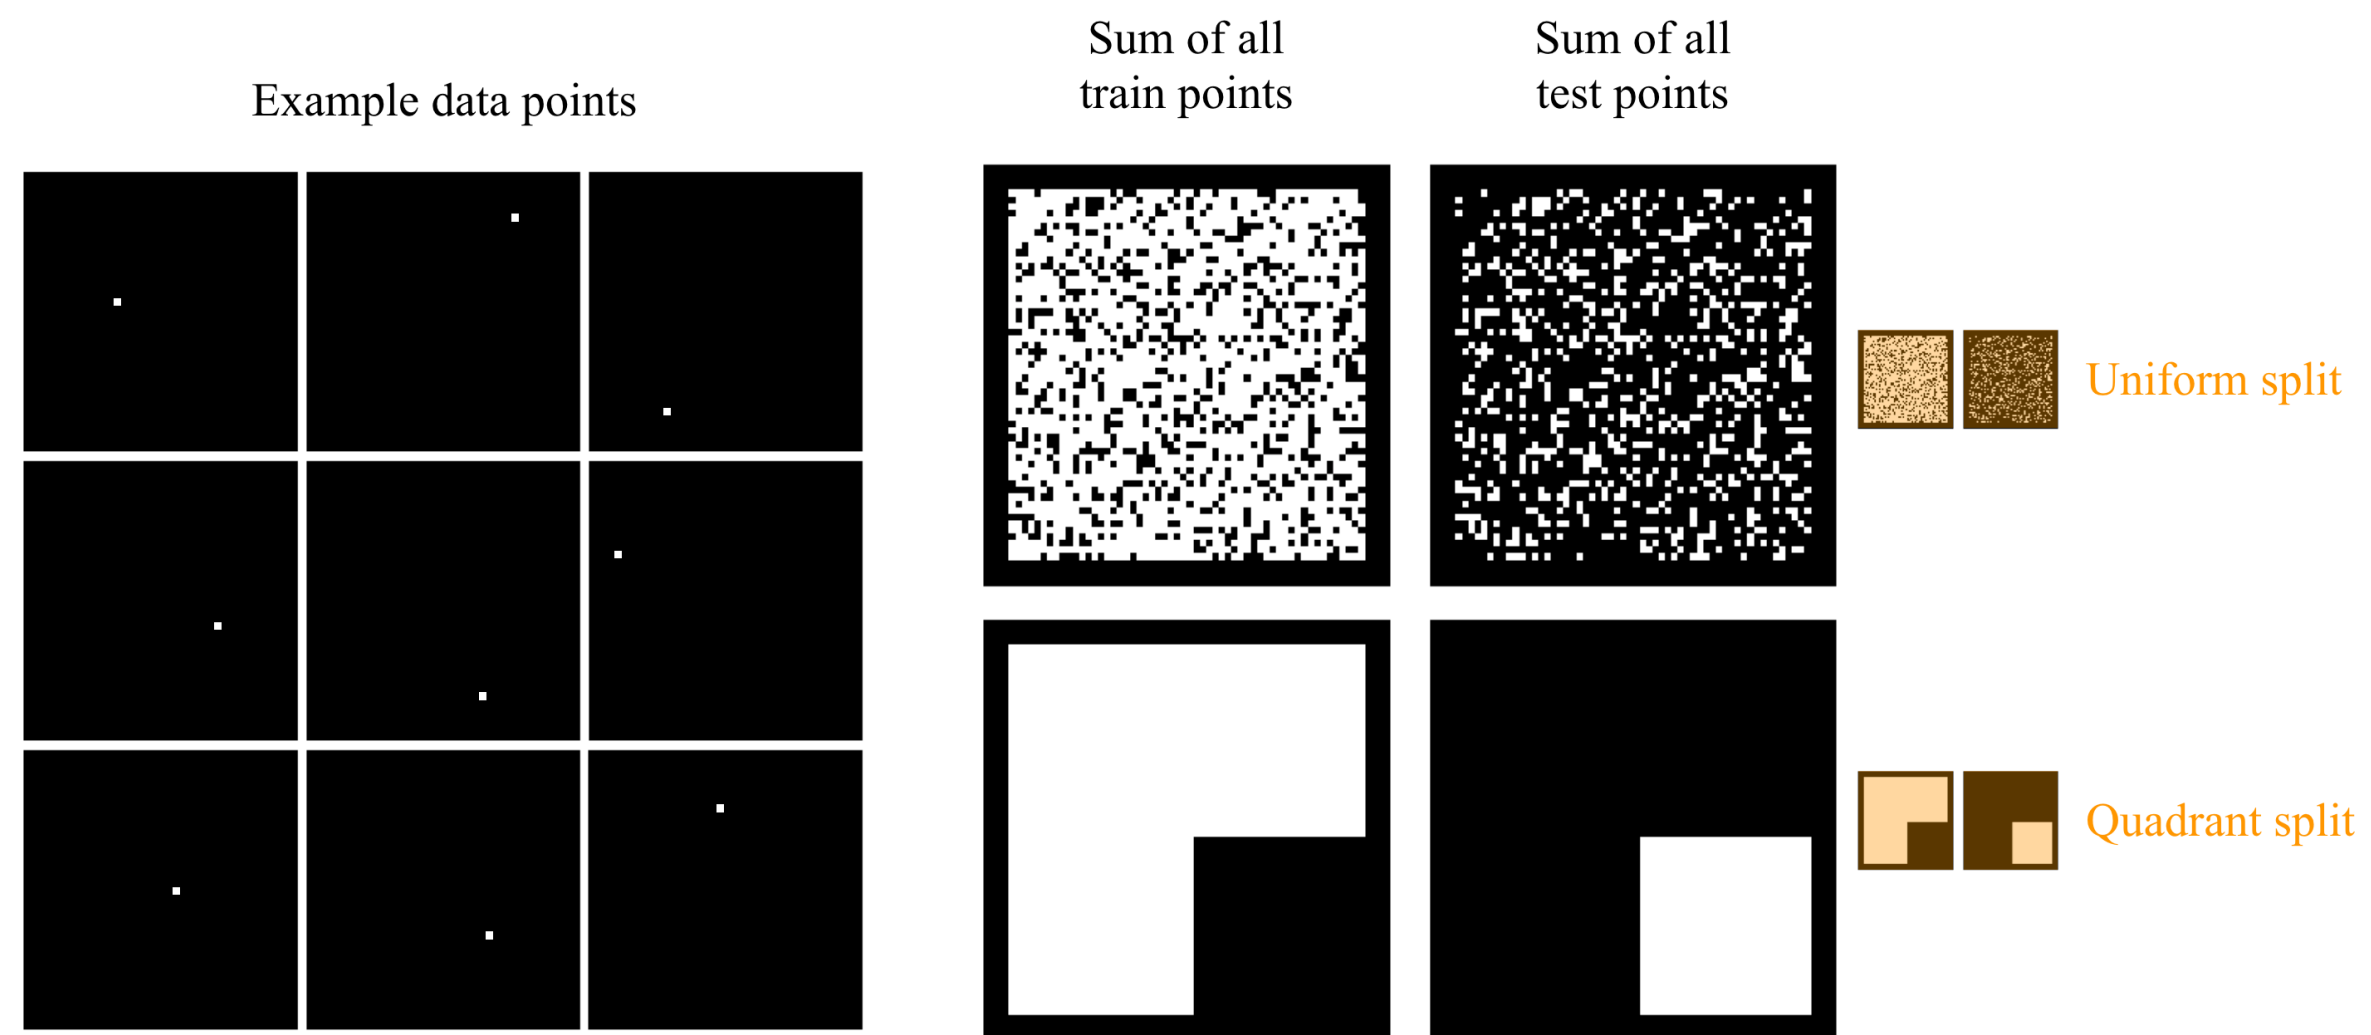 Example data points
Sum of all
train points
Sum of all
test points
Uniform split
Quadrant split